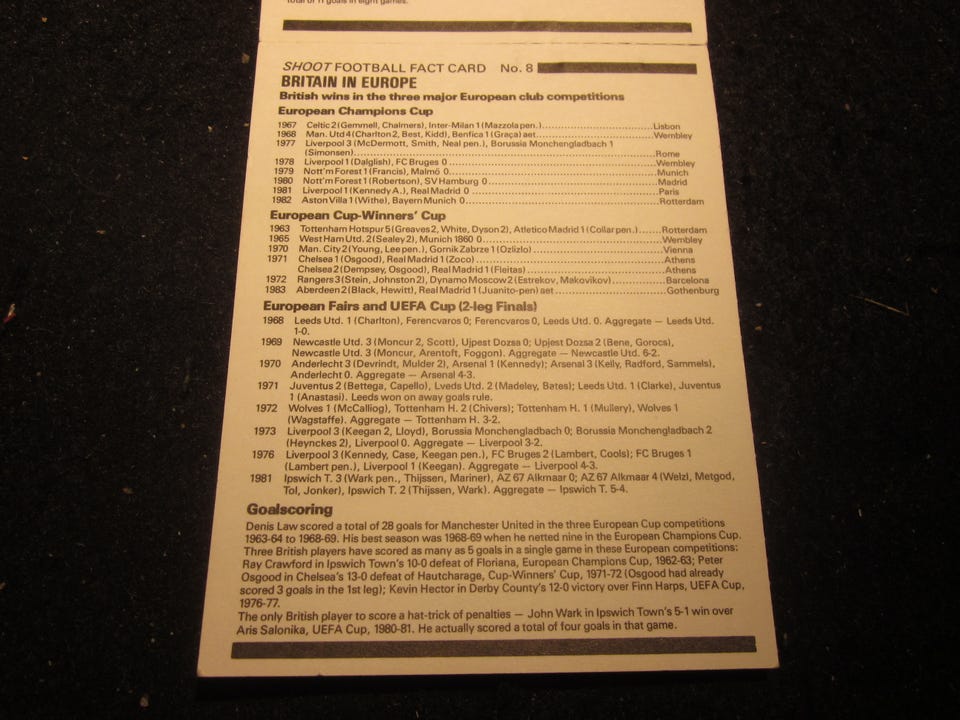 Total of 11 goals in eight games.
SHOOT FOOTBALL FACT CARD No. 8
BRITAIN IN EUROPE
British wins in the three major European club competitions
European Champions Cup
1967 Celtic 2 (Gemmell, Chalmers), Inter-Milan 1 (Mazzola pen.)..........Lisbon
1968 Man. Utd 4 (Charlton 2, Best, Kidd), Benfica 1 (Graça) aet..........Wembley
1977 Liverpool 3 (McDermott, Smith, Neal pen.), Borussia Monchengladbach 1
(Simonsen)..........Rome
1978 Liverpool 1 (Dalglish), FC Bruges 0..........Wembley
1979 Nott'm Forest 1 (Francis), Malmö 0..........Munich
1980 Nott'm Forest 1 (Robertson), SV Hamburg 0..........Madrid
1981 Liverpool 1 (Kennedy A.), Real Madrid 0..........Paris
1982 Aston Villa 1 (Withe), Bayern Munich 0..........Rotterdam
European Cup-Winners' Cup
1963 Tottenham Hotspur 5 (Greaves 2, White, Dyson 2), Atletico Madrid 1 (Collar pen.)......Rotterdam
1965 West Ham Utd. 2 (Sealey 2), Munich 1860 0..........Wembley
1970 Man. City 2 (Young, Lee pen.), Gornik Zabrze 1 (Ozlizlo)..........Vienna
1971 Chelsea 1 (Osgood), Real Madrid 1 (Zoco)..........Athens
Chelsea 2 (Dempsey, Osgood), Real Madrid 1 (Fleitas)..........Athens
1972 Rangers 3 (Stein, Johnston 2), Dynamo Moscow 2 (Estrekov, Makovikov)..........Barcelona
1983 Aberdeen 2 (Black, Hewitt), Real Madrid 1 (Juanito-pen) aet..........Gothenburg
European Fairs and UEFA Cup (2-leg Finals)
1968 Leeds Utd. 1 (Charlton), Ferencvaros 0; Ferencvaros 0, Leeds Utd. 0. Aggregate — Leeds Utd.
1-0.
1969 Newcastle Utd. 3 (Moncur 2, Scott), Ujpest Dozsa 0; Upjest Dozsa 2 (Bene, Gorocs),
Newcastle Utd. 3 (Moncur, Arentoft, Foggon). Aggregate — Newcastle Utd. 6-2.
1970 Anderlecht 3 (Devrindt, Mulder 2), Arsenal 1 (Kennedy); Arsenal 3 (Kelly, Radford, Sammels),
Anderlecht 0. Aggregate — Arsenal 4-3.
1971 Juventus 2 (Bettega, Capello), Lveds Utd. 2 (Madeley, Bates); Leeds Utd. 1 (Clarke), Juventus
1 (Anastasi). Leeds won on away goals rule.
1972 Wolves 1 (McCalliog), Tottenham H. 2 (Chivers); Tottenham H. 1 (Mullery), Wolves 1
(Wagstaffe). Aggregate — Tottenham H. 3-2.
1973 Liverpool 3 (Keegan 2, Lloyd), Borussia Monchengladbach 0; Borussia Monchengladbach 2
(Heynckes 2), Liverpool 0. Aggregate — Liverpool 3-2.
1976 Liverpool 3 (Kennedy, Case, Keegan pen.), FC Bruges 2 (Lambert, Cools); FC Bruges 1
(Lambert pen.), Liverpool 1 (Keegan). Aggregate — Liverpool 4-3.
1981 Ipswich T. 3 (Wark pen., Thijssen, Mariner), AZ 67 Alkmaar 0; AZ 67 Alkmaar 4 (Welzl, Metgod,
Tol, Jonker), Ipswich T. 2 (Thijssen, Wark). Aggregate — Ipswich T. 5-4.
Goalscoring
Denis Law scored a total of 28 goals for Manchester United in the three European Cup competitions
1963-64 to 1968-69. His best season was 1968-69 when he netted nine in the European Champions Cup.
Three British players have scored as many as 5 goals in a single game in these European competitions:
Ray Crawford in Ipswich Town's 10-0 defeat of Floriana, European Champions Cup, 1962-63; Peter
Osgood in Chelsea's 13-0 defeat of Hautcharage, Cup-Winners' Cup, 1971-72 (Osgood had already
scored 3 goals in the 1st leg); Kevin Hector in Derby County's 12-0 victory over Finn Harps, UEFA Cup,
1976-77.
The only British player to score a hat-trick of penalties — John Wark in Ipswich Town's 5-1 win over
Aris Salonika, UEFA Cup, 1980-81. He actually scored a total of four goals in that game.